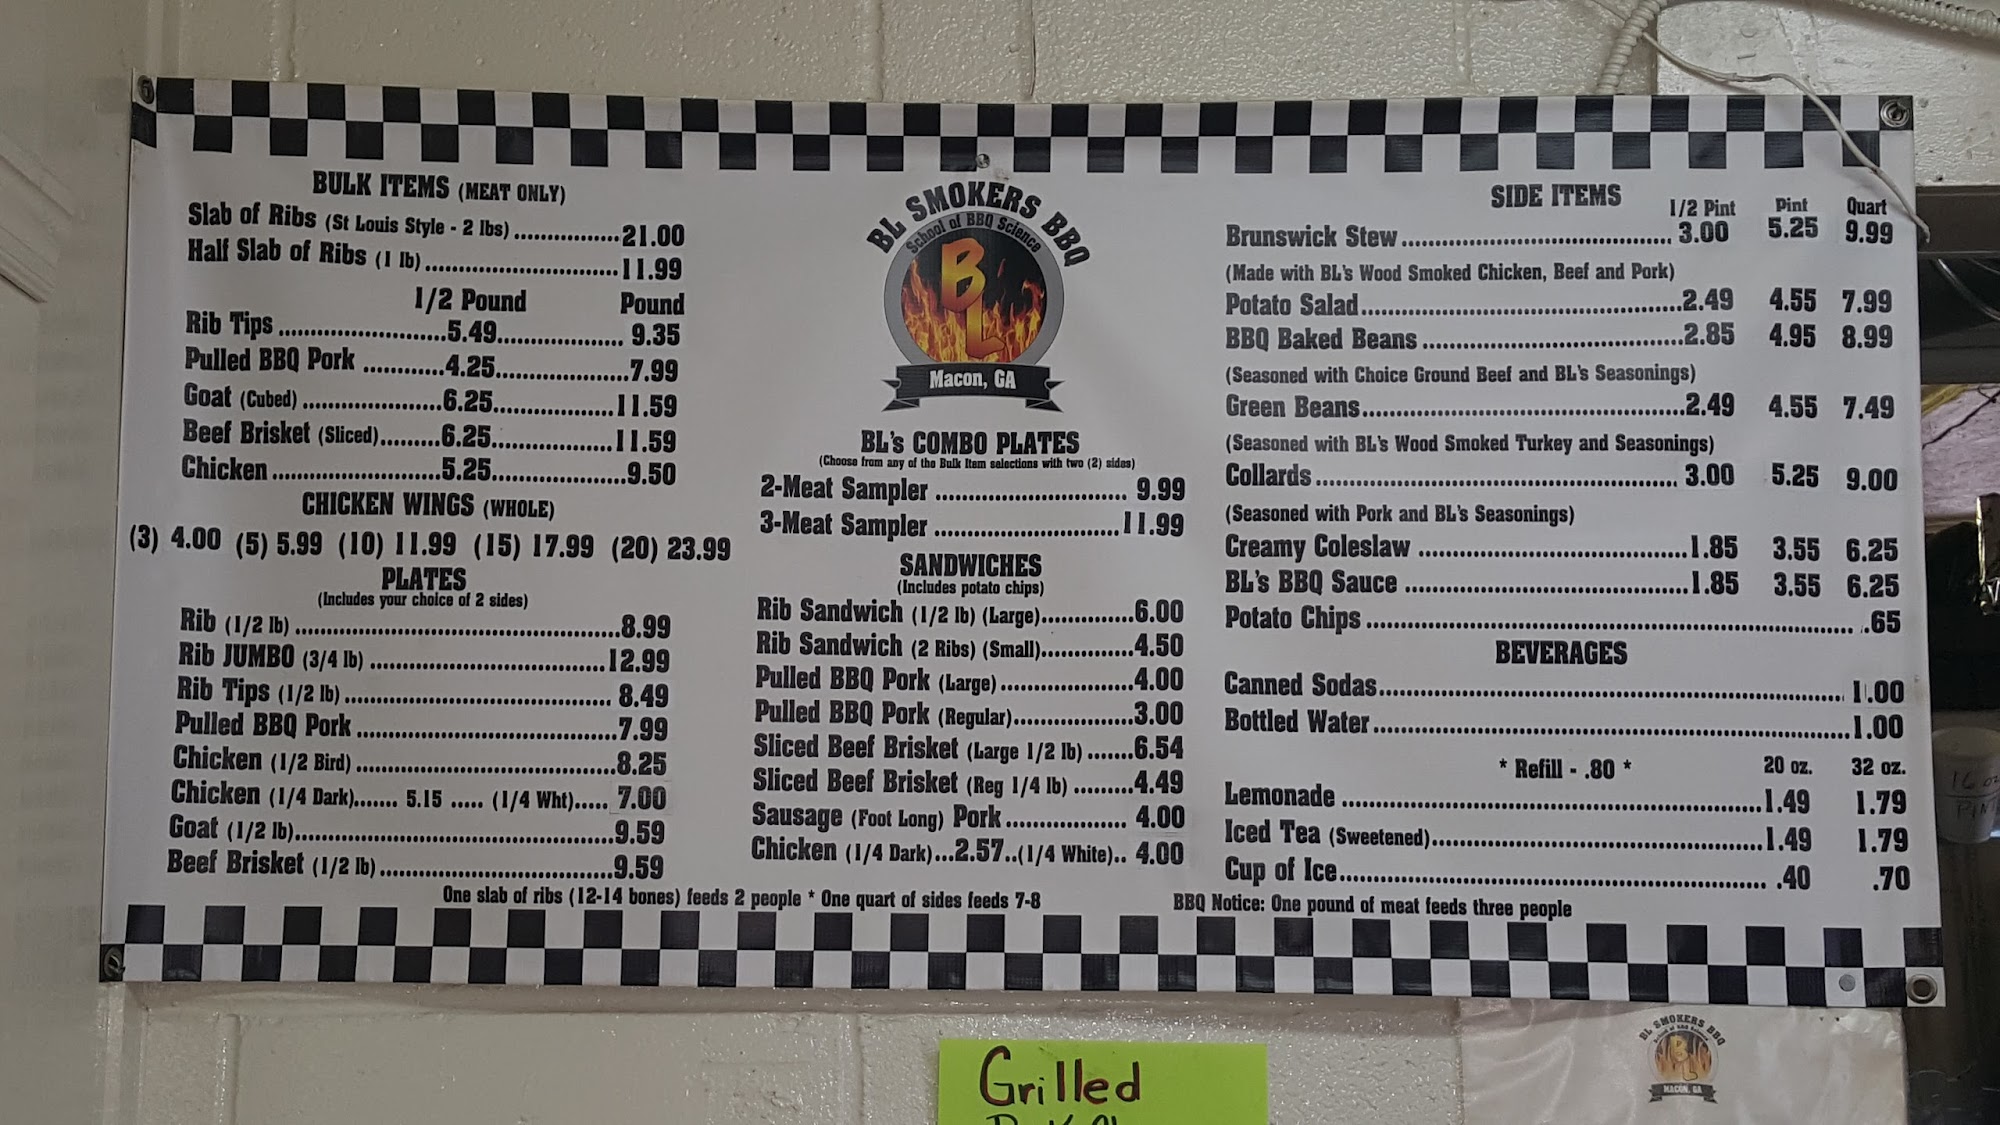 BULK ITEMS (MEAT ONLY)
Slab of Ribs (St Louis Style - 2 lbs) ................21.00
Half Slab of Ribs (1 lb).............................11.99
1/2 Pound Pound
Rib Tips .........................5.49................... 9.35
Pulled BBQ Pork ............4.25....................7.99
Goat (Cubed) .....................6.25..................11.59
Beef Brisket (Sliced).........6.25...................11.59
Chicken .........................5.25....................9.50
CHICKEN WINGS (WHOLE)
(3) 4.00 (5) 5.99 (10) 11.99 (15) 17.99 (20) 23.99
PLATES
(Includes your choice of 2 sides)
Rib (1/2 lb) .................................................8.99
Rib JUMBO (3/4 lb) ...................................12.99
Rib Tips (1/2 lb) ........................................ 8.49
Pulled BBQ Pork .......................................7.99
Chicken (1/2 Bird) .......................................8.25
Chicken (1/4 Dark)....... 5.15 ..... (1/4 Wht)..... 7.00
Goat (1/2 lb)................................................9.59
Beef Brisket (1/2 lb)...................................9.59
BL SMOKERS BBQ
School of BBQ Science
BL
Macon, GA
BL's COMBO PLATES
(Choose from any of the Bulk Item selections with two (2) sides)
2-Meat Sampler ............................. 9.99
3-Meat Sampler ............................11.99
SANDWICHES
(Includes potato chips)
Rib Sandwich (1/2 lb) (Large)..............6.00
Rib Sandwich (2 Ribs) (Small)..............4.50
Pulled BBQ Pork (Large)....................4.00
Pulled BBQ Pork (Regular)..................3.00
Sliced Beef Brisket (Large 1/2 lb) .......6.54
Sliced Beef Brisket (Reg 1/4 lb) .........4.49
Sausage (Foot Long) Pork.................. 4.00
Chicken (1/4 Dark)...2.57..(1/4 White).. 4.00
SIDE ITEMS
1/2 Pint Pint Quart
Brunswick Stew......................................... 3.00 5.25 9.99
(Made with BL's Wood Smoked Chicken, Beef and Pork)
Potato Salad................................................2.49 4.55 7.99
BBQ Baked Beans .......................................2.85 4.95 8.99
(Seasoned with Choice Ground Beef and BL's Seasonings)
Green Beans................................................2.49 4.55 7.49
(Seasoned with BL's Wood Smoked Turkey and Seasonings)
Collards ...................................................... 3.00 5.25 9.00
(Seasoned with Pork and BL's Seasonings)
Creamy Coleslaw ........................................1.85 3.55 6.25
BL's BBQ Sauce ..........................................1.85 3.55 6.25
Potato Chips ......................................................................... .65
BEVERAGES
Canned Sodas...................................................................... 1.00
Bottled Water.......................................................................1.00
* Refill - .80 * 20 oz. 32 oz.
Lemonade ...............................................................1.49 1.79
Iced Tea (Sweetened)..................................................1.49 1.79
Cup of Ice................................................................ .40 .70
One slab of ribs (12-14 bones) feeds 2 people * One quart of sides feeds 7-8
BBQ Notice: One pound of meat feeds three people
Grilled
BL SMOKERS BBQ
BL
MACON, GA